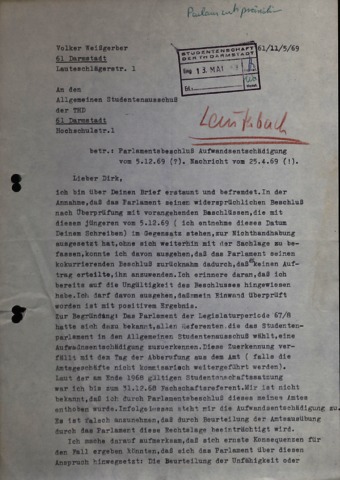 Parlamentspräsidium
Volker Weißgerber
61 Darmstadt
Lauteschlägerstr. 1
61/11/5/69
STUDENTENSCHAFT
DER TH DARMSTADT
Eing. 13. MAI
An den
Allgemeinen Studentenausschuß
der THD
61 Darmstadt
Hochschulstr.1
betr.: Parlamentsbeschluß Aufwandsentschädigung
vom 5.12.69 (?). Nachricht vom 25.4.69 (!).
Lieber Dirk,
ich bin über Deinen Brief erstaunt und befremdet. In der
Annahme, daß das Parlament seinen widersprüchlichen Beschluß
nach Überprüfung mit vorangehenden Beschlüssen, die mit
diesem jüngeren vom 5.12.69 ( ich entnehme dieses Datum
Deinem Schreiben) im Gegensatz stehen, zur Nichthandhabung
ausgesetzt hat, ohne sich weiterhin mit der Sachlage zu be-
fassen, konnte ich davon ausgehen, daß das Parlament seinen
kokurrierenden Beschluß zurücknahm dadurch, daß es keinen Auf-
trag erteilte, ihn anzuwenden. Ich erinnere daran, daß ich
bereits auf die Ungültigkeit des Beschlusses hingewiesen
habe. Ich darf davon ausgehen, daß mein Einwand überprüft
worden ist mit positivem Ergebnis.
Zur Begründung: Das Parlament der Legislaturperiode 67/8
hatte sich dazu bekannt, allen Referenten, die das Studenten-
parlament in den Allgemeinen Studentenausschuß wählt, eine
Aufwandsentschädigung zuzuerkennen. Diese Zuerkennung ver-
fällt mit dem Tag der Abberufung aus dem Amt ( falls die
Amtsgeschäfte nicht kommisarisch weitergeführt werden).
Laut der am Ende 1968 gültigen Studentenschaftssatzung
war ich bis zum 31.12.68 Fachschaftsreferent. Mir ist nicht
bekannt, daß ich durch Parlamentsbeschluß dieses meines Amtes
enthoben wurde. Infolgedessen steht mir die Aufwandsentschädigung zu.
Es ist falsch anzunehmen, daß durch Beurteilung der Amtsausübung
durch das Parlament diese Rechtslage beeinträchtigt wird.
Ich mache darauf aufmerksam, daß sich ernste Konsequenzen für
den Fall ergeben könnten, daß sich das Parlament über diesen
Anspruch hinwegsetzt: Die Beurteilung der Unfähigkeit oder